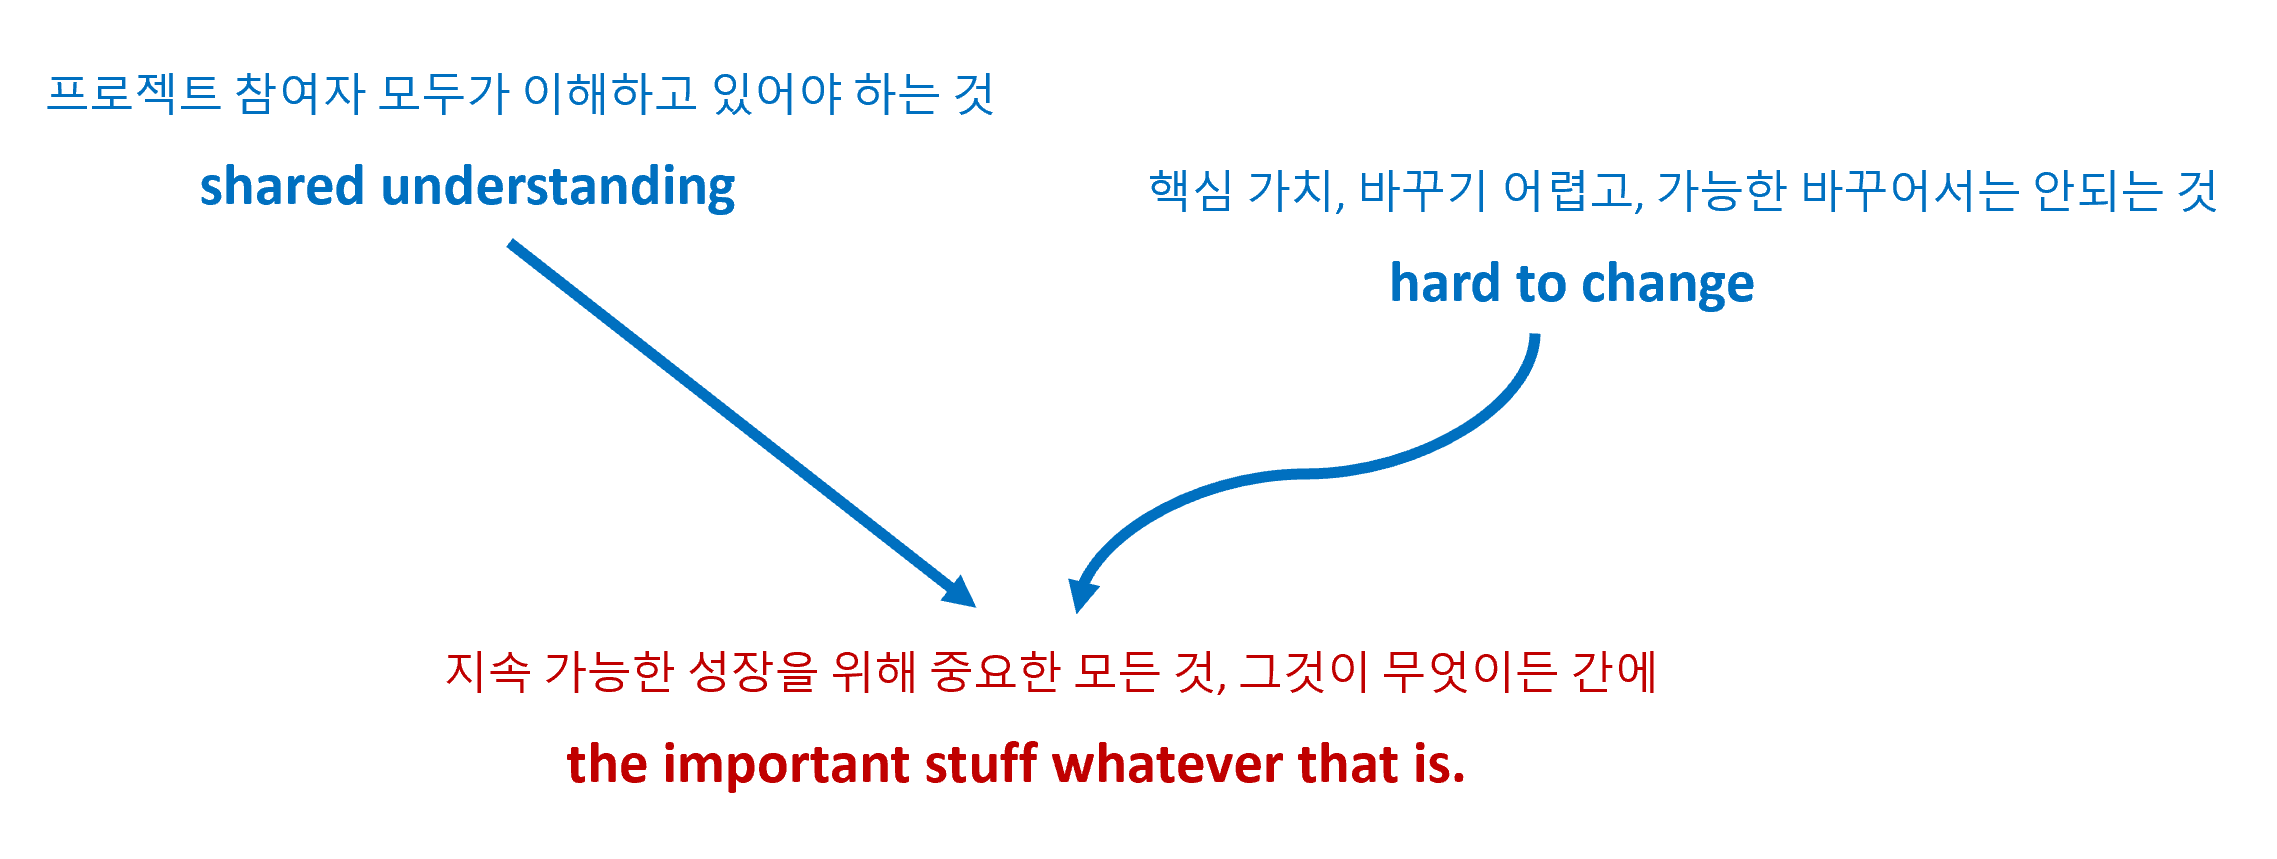 프로젝트 참여자 모두가 이해하고 있어야 하는 것
shared understanding
핵심 가치, 바꾸기 어렵고, 가능한 바꾸어서는 안되는 것
hard to change
지속 가능한 성장을 위해 중요한 모든 것, 그것이 무엇이든 간에
the important stuff whatever that is.